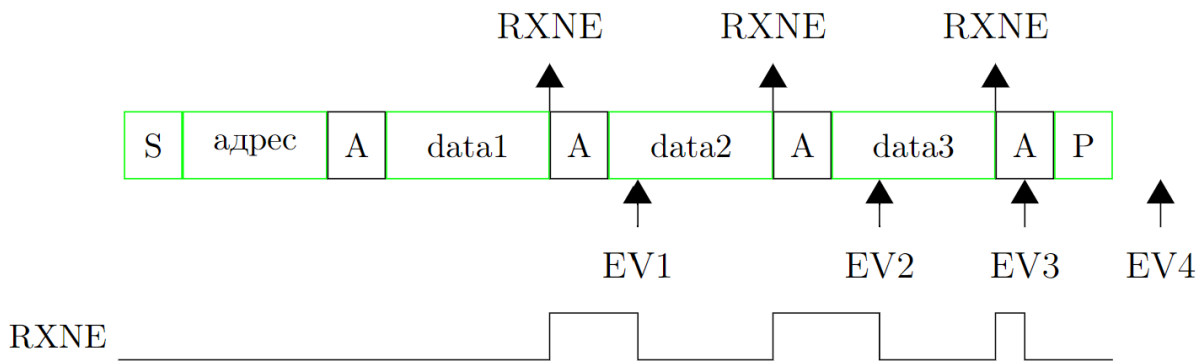 RXNE RXNE RXNE
S адрес A data1 A data2 A data3 A P
EV1 EV2 EV3 EV4
RXNE